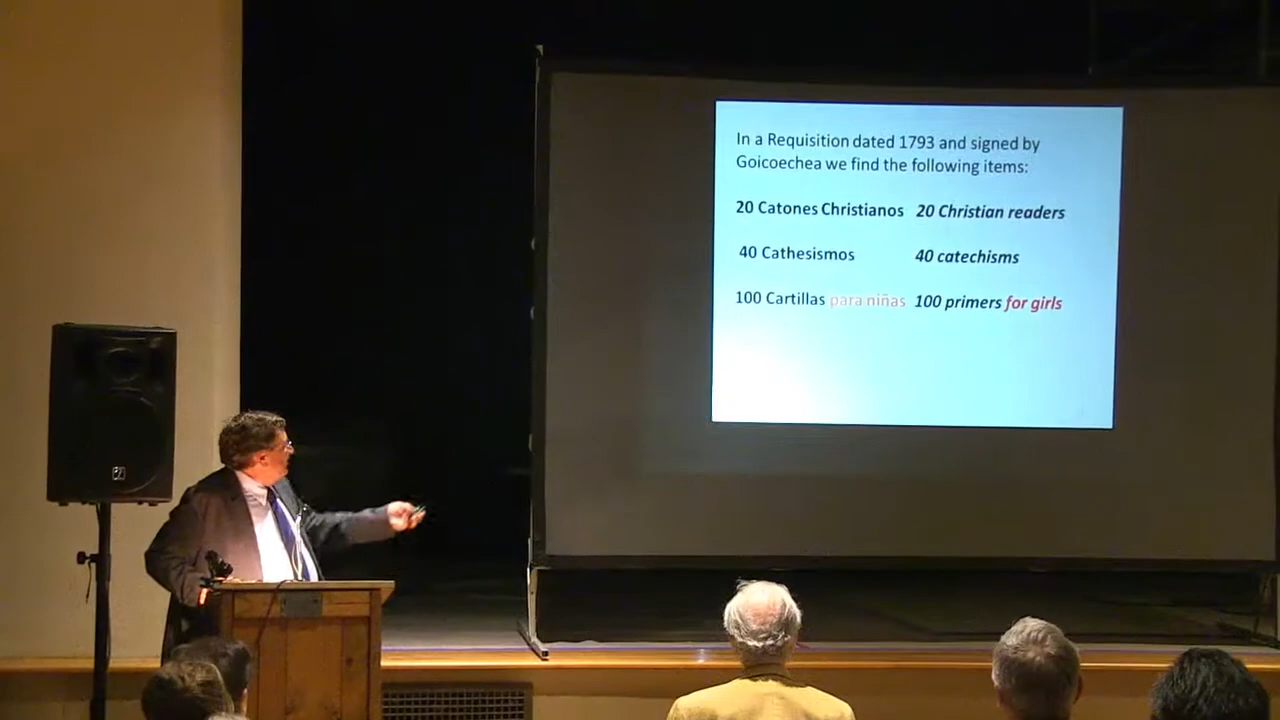 In a Requisition dated 1793 and signed by
Goicoechea we find the following items:
20 Catones Christianos 20 Christian readers
40 Cathesismos 40 catechisms
100 Cartillas para niñas 100 primers for girls